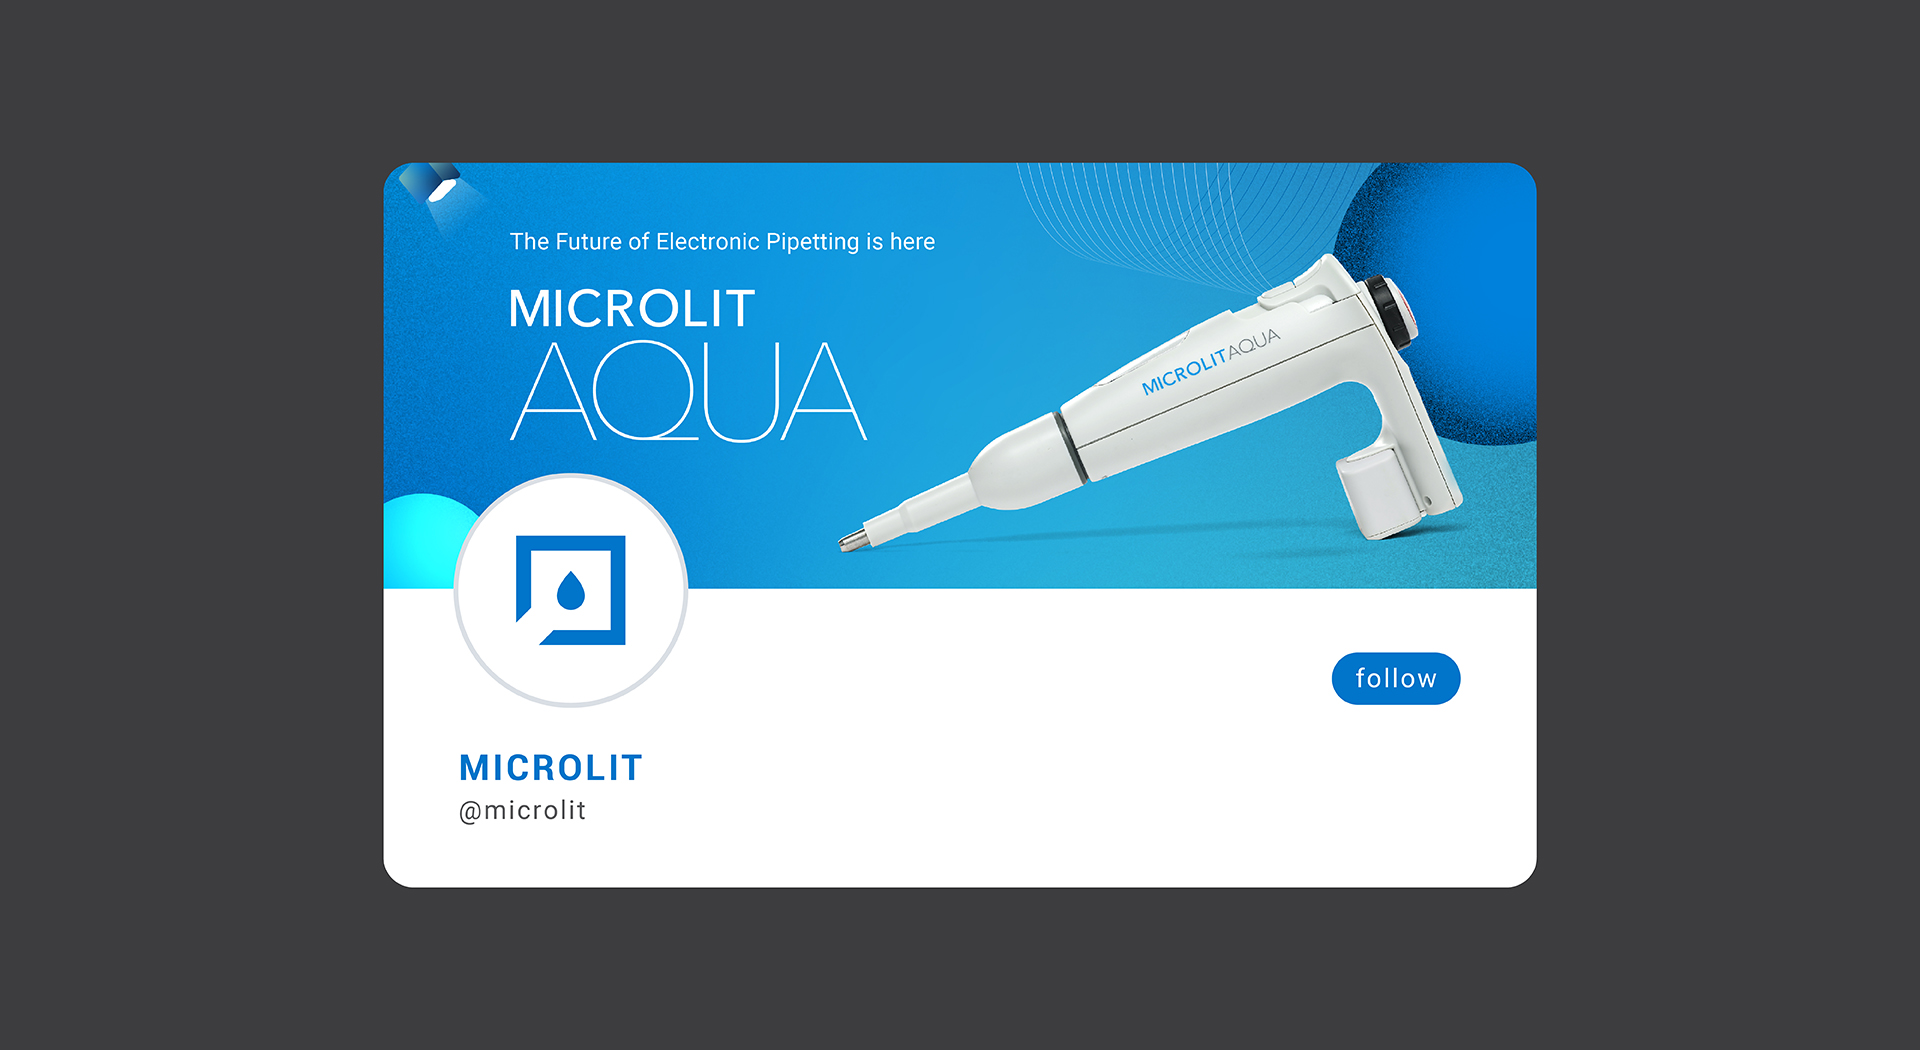 The Future of Electronic Pipetting is here
MICROLIT
AQUA
MICROLITAQUA
follow
MICROLIT
@microlit